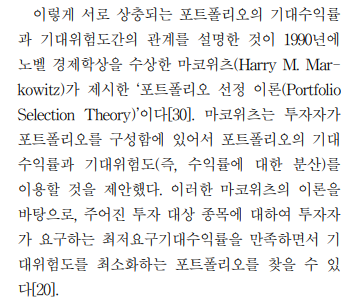 이렇게 서로 상충되는 포트폴리오의 기대수익률
과 기대위험도간의 관계를 설명한 것이 1990년에
노벨 경제학상을 수상한 마코위츠(Harry M. Mar-
kowitz)가 제시한 ‘포트폴리오 선정 이론(Portfolio
Selection Theory)’이다[30]. 마코위츠는 투자자가
포트폴리오를 구성함에 있어서 포트폴리오의 기대
수익률과 기대위험도(즉, 수익률에 대한 분산)를
이용할 것을 제안했다. 이러한 마코위츠의 이론을
바탕으로, 주어진 투자 대상 종목에 대하여 투자자
가 요구하는 최저요구기대수익률을 만족하면서 기
대위험도를 최소화하는 포트폴리오를 찾을 수 있
다[20].